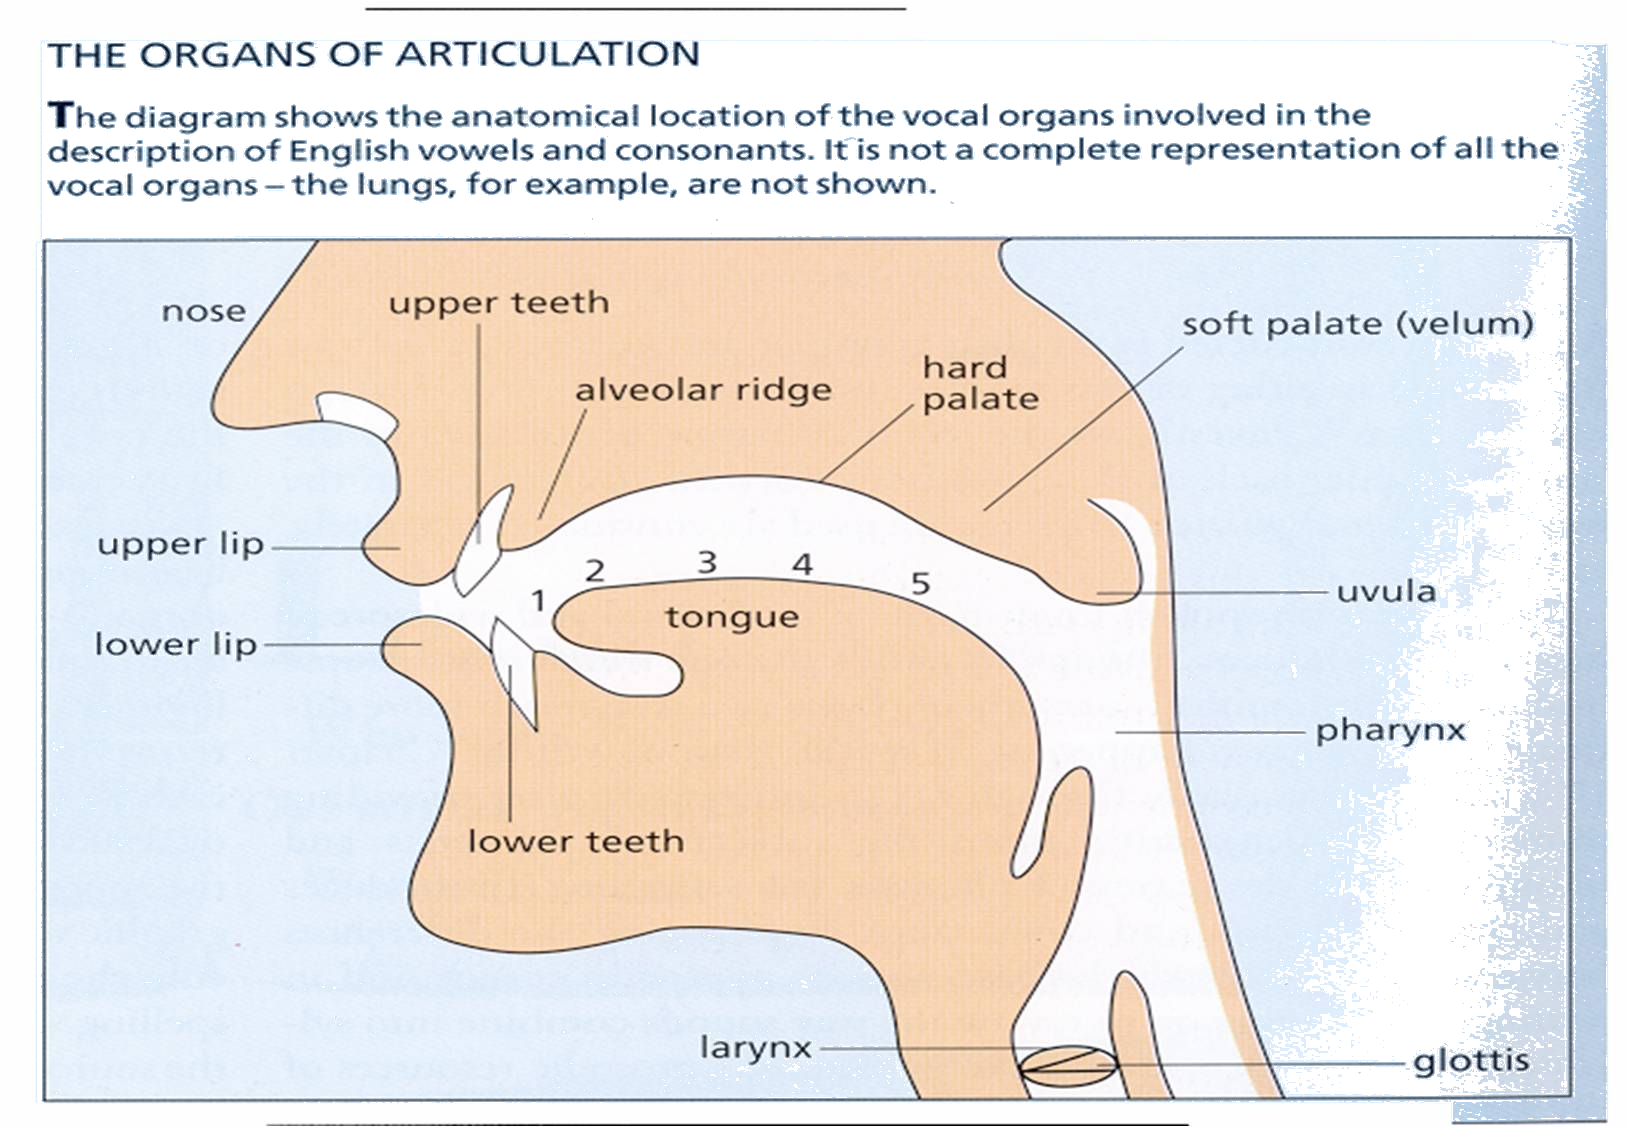 THE ORGANS OF ARTICULATION
The diagram shows the anatomical location of the vocal organs involved in the
description of English vowels and consonants. It is not a complete representation of all the
vocal organs – the lungs, for example, are not shown.
nose
upper teeth
soft palate (velum)
alveolar ridge
hard
palate
upper lip
1 2 3 4 5
uvula
tongue
lower lip
pharynx
lower teeth
larynx
glottis